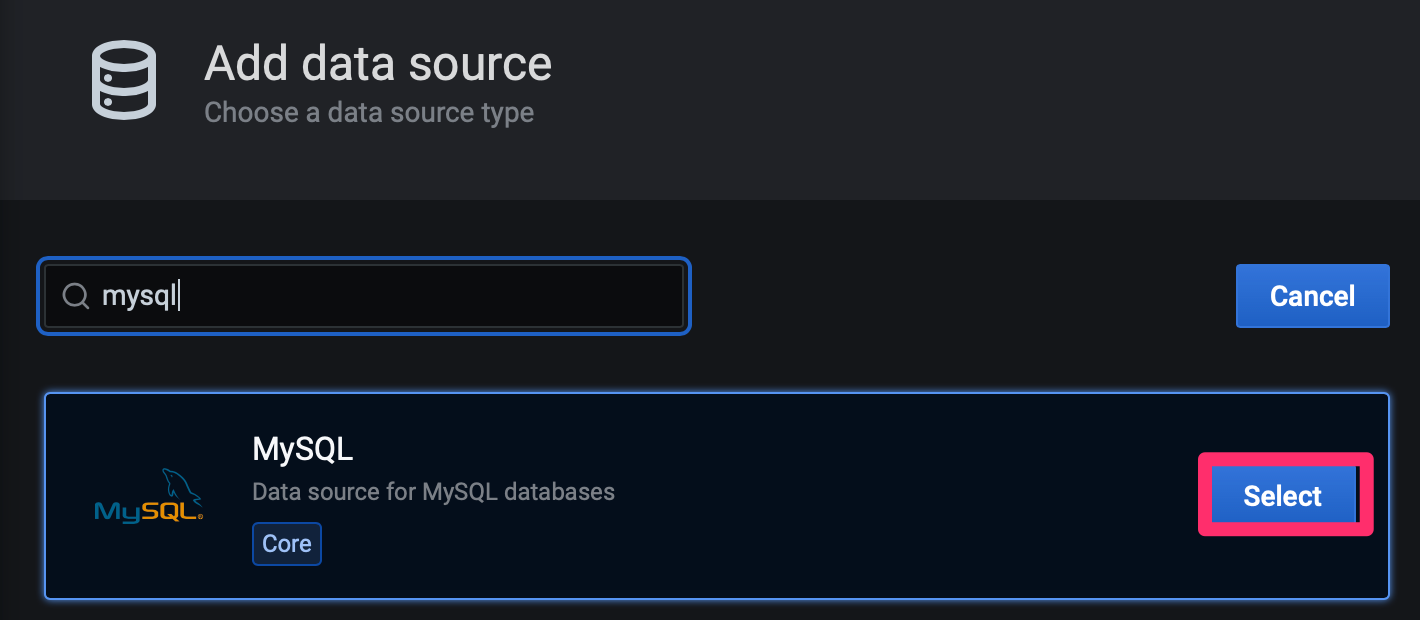 Add data source
Choose a data source type
mysql
Cancel
MySQL
Data source for MySQL databases
MySQL®
Core
Select